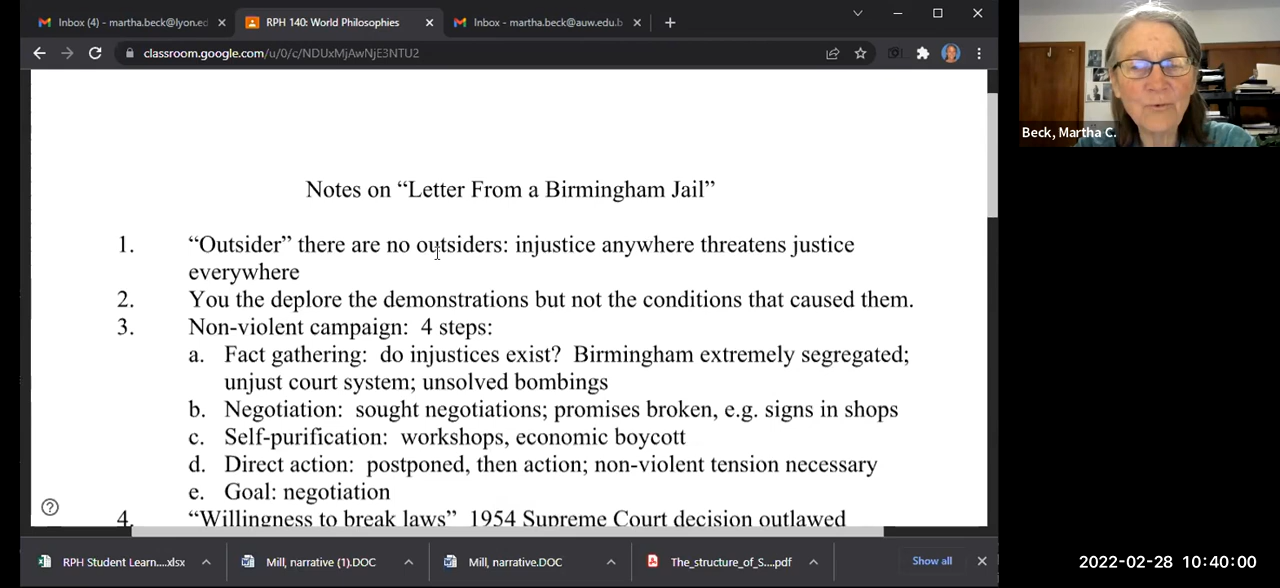 Inbox (4) - martha.beck@lyon.ed
RPH 140: World Philosophies
Inbox - martha.beck@auw.edu.b
classroom.google.com/u/0/c/NDUxMjAwNjE3NTU2
Beck, Martha C.
Notes on “Letter From a Birmingham Jail”
1. “Outsider” there are no outsiders: injustice anywhere threatens justice
everywhere
2. You the deplore the demonstrations but not the conditions that caused them.
3. Non-violent campaign: 4 steps:
a. Fact gathering: do injustices exist? Birmingham extremely segregated;
unjust court system; unsolved bombings
b. Negotiation: sought negotiations; promises broken, e.g. signs in shops
c. Self-purification: workshops, economic boycott
d. Direct action: postponed, then action; non-violent tension necessary
e. Goal: negotiation
4. “Willingness to break laws” 1954 Supreme Court decision outlawed
RPH Student Learn....xlsx
Mill, narrative (1).DOC
Mill, narrative.DOC
The_structure_of_S....pdf
Show all
2022-02-28 10:40:00